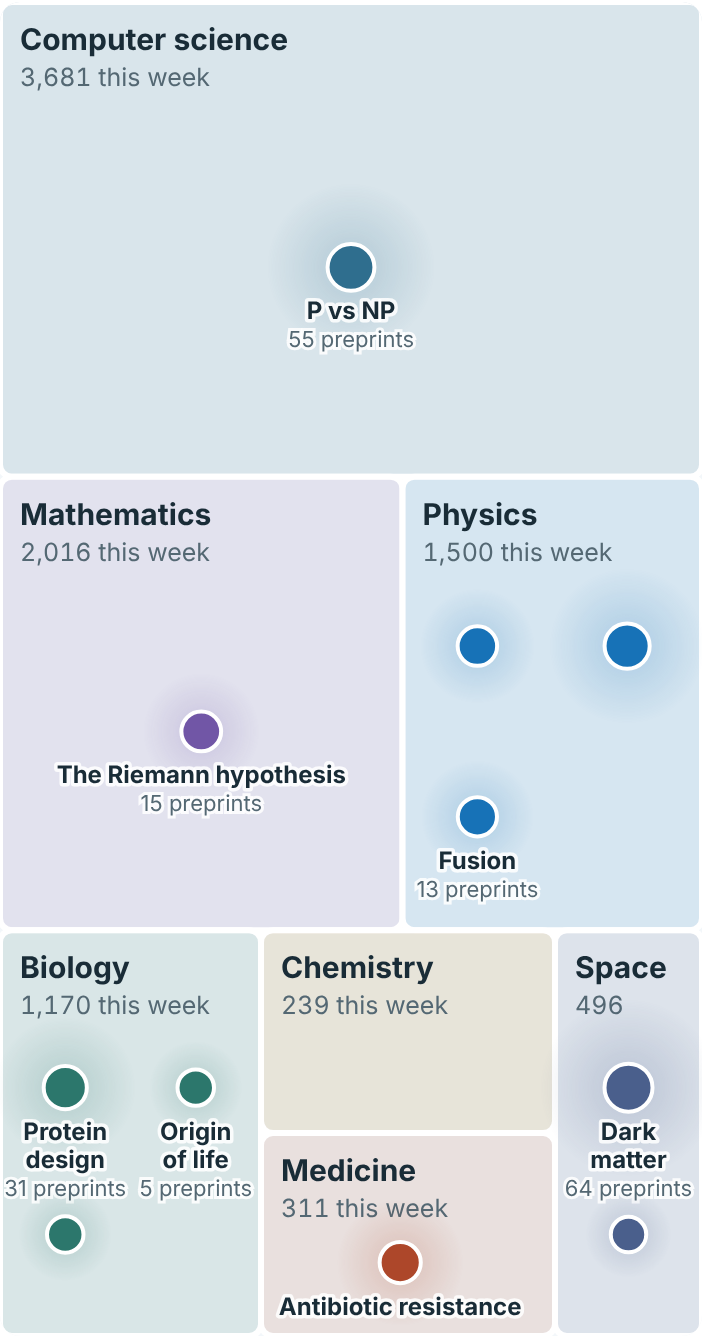 Computer science
3,681 this week
P vs NP
55 preprints
Mathematics
2,016 this week
The Riemann hypothesis
15 preprints
Physics
1,500 this week
Fusion
13 preprints
Biology
1,170 this week
Protein
design
31 preprints
Origin
of life
5 preprints
Chemistry
239 this week
Medicine
311 this week
Antibiotic resistance
Space
496
Dark
matter
64 preprints